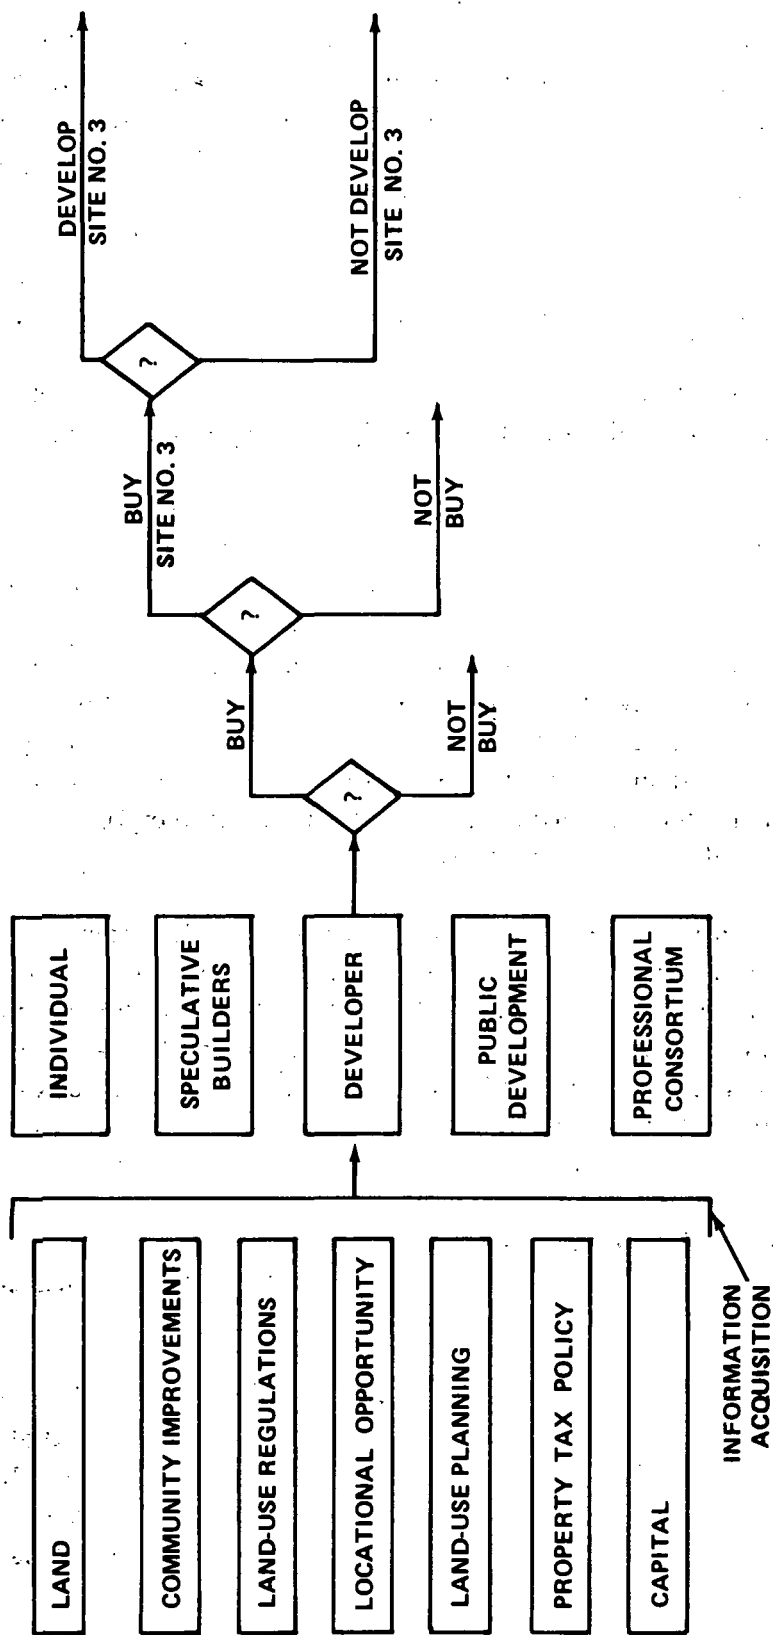 LAND
COMMUNITY IMPROVEMENTS
LAND-USE REGULATIONS
LOCATIONAL OPPORTUNITY
LAND-USE PLANNING
PROPERTY TAX POLICY
CAPITAL
INFORMATION
ACQUISITION
INDIVIDUAL
SPECULATIVE
BUILDERS
DEVELOPER
PUBLIC
DEVELOPMENT
PROFESSIONAL
CONSORTIUM
?
BUY
NOT
BUY
?
BUY
SITE NO. 3
NOT
BUY
?
DEVELOP
SITE NO. 3
NOT DEVELOP
SITE NO. 3